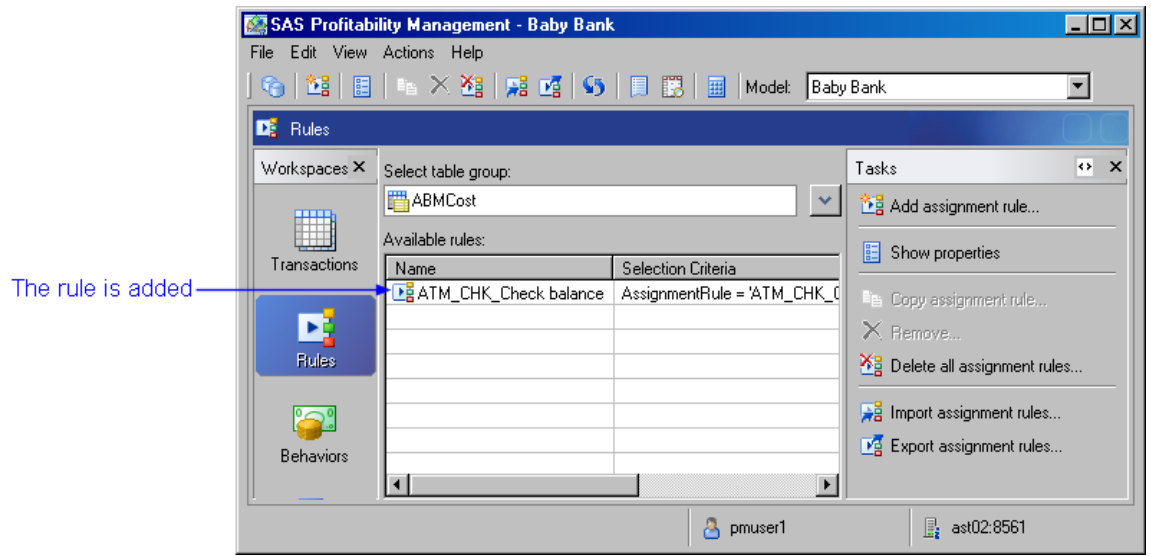 SAS Profitability Management - Baby Bank
File Edit View Actions Help
Model: Baby Bank
Rules
Workspaces
Select table group:
Tasks
ABMCost
Add assignment rule...
Available rules:
Transactions
Name Selection Criteria
Show properties
The rule is added
ATM_CHK_Check balance AssignmentRule = 'ATM_CHK_
Copy assignment rule...
Remove...
Rules
Delete all assignment rules...
Import assignment rules...
Behaviors
Export assignment rules...
pmuser1
ast02:8561